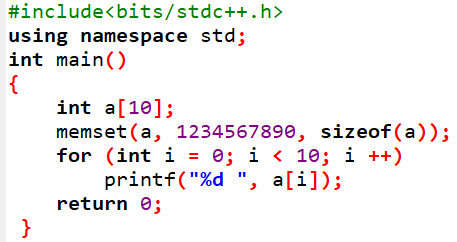 #include<bits/stdc++.h>
using namespace std;
int main()
{
    int a[10];
    memset(a, 1234567890, sizeof(a));
    for (int i = 0; i < 10; i ++)
        printf("%d ", a[i]);
    return 0;
}